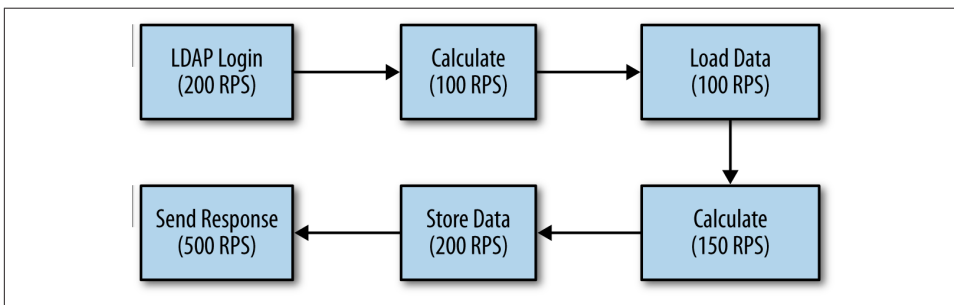 LDAP Login
(200 RPS)
Calculate
(100 RPS)
Load Data
(100 RPS)
Calculate
(150 RPS)
Store Data
(200 RPS)
Send Response
(500 RPS)